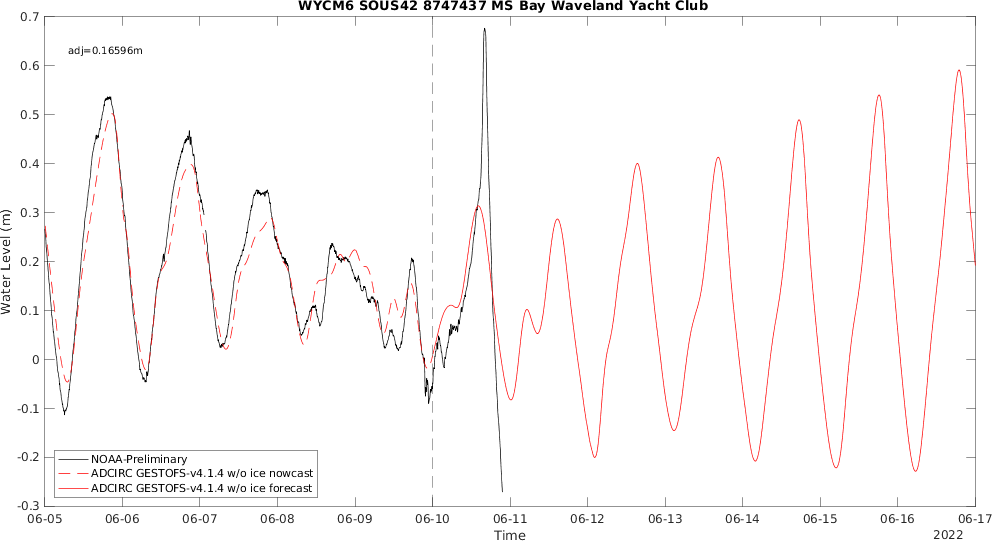 WYCM6 SOUS42 8747437 MS Bay Waveland Yacht Club
adj=0.16596m
0.7
0.6
0.5
0.4
0.3
0.2
0.1
0
-0.1
-0.2
-0.3
Water Level (m)
NOAA-Preliminary
ADCIRC GESTOFS-v4.1.4 w/o ice nowcast
ADCIRC GESTOFS-v4.1.4 w/o ice forecast
06-05 06-06 06-07 06-08 06-09 06-10 06-11 06-12 06-13 06-14 06-15 06-16 06-17
Time
2022